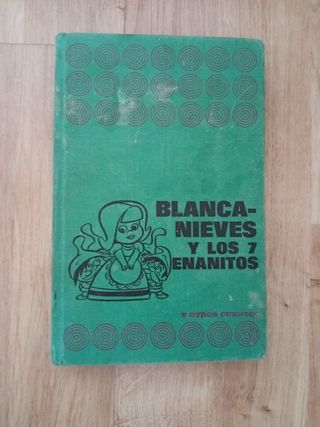 BLANCA-
NIEVES
Y LOS 7
ENANITOS
Y OTROS CUENTOS